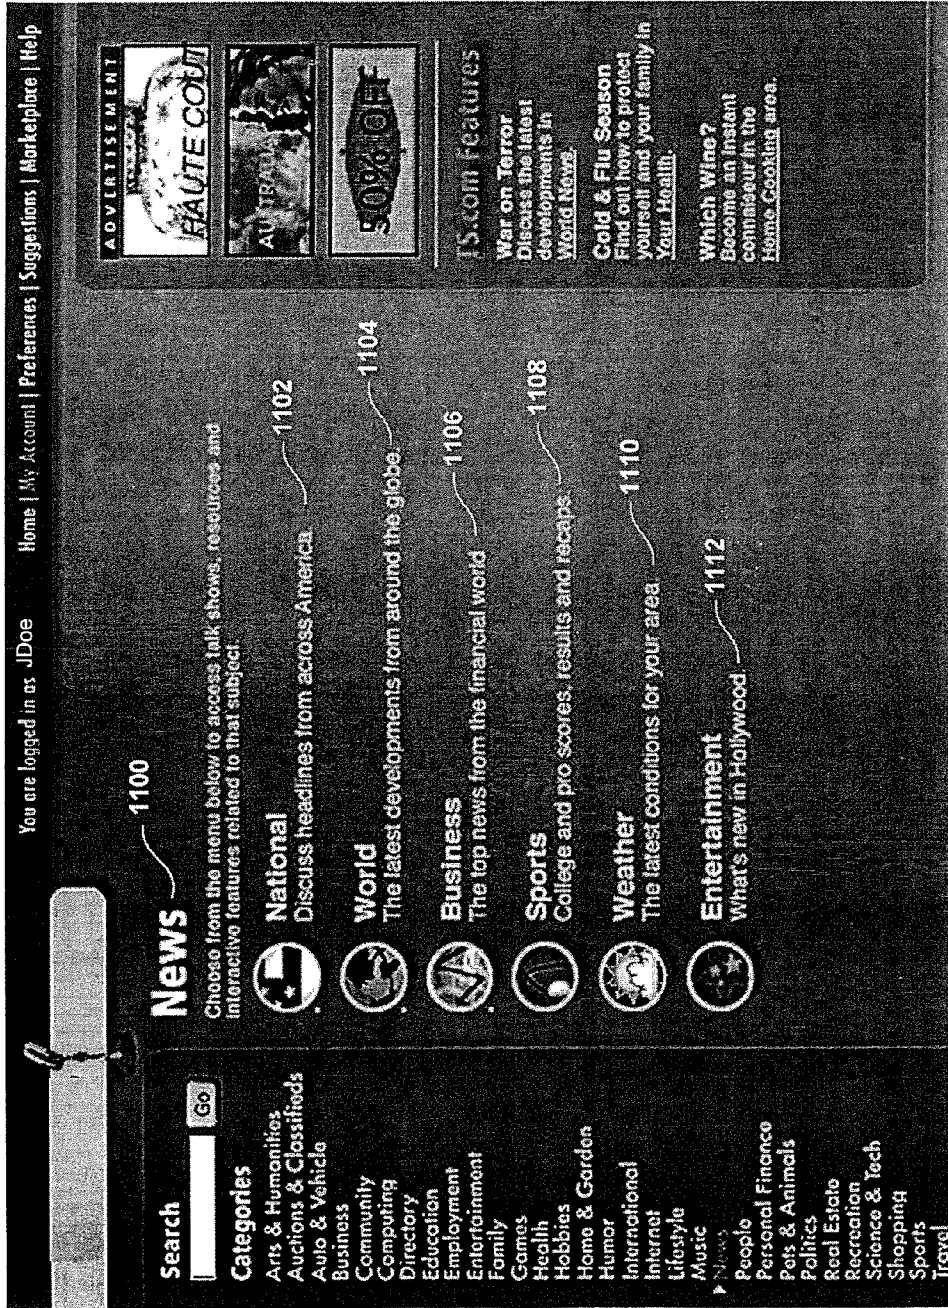 You are logged in as JDoe
Home | My Account | Preferences | Suggestions | Marketplace | Help
Search
Go
Categories
Arts & Humanities
Auctions & Classifieds
Auto & Vehicle
Business
Community
Computing
Directory
Education
Employment
Entertainment
Family
Games
Health
Hobbies
Home & Garden
Humor
International
Internet
Lifestyle
Music
News
People
Personal Finance
Pets & Animals
Politics
Real Estate
Recreation
Science & Tech
Shopping
Sports
Travel
News
1100
Choose from the menu below to access talk shows, resources and
interactive features related to that subject.
National
Discuss headlines from across America.
1102
World
The latest developments from around the globe.
1104
Business
The top news from the financial world
1106
Sports
College and pro scores, results and recaps.
1108
Weather
The latest conditions for your area
1110
Entertainment
What's new in Hollywood
1112
ADVERTISEMENT
HAUTE COUT
50% OFF
Features
War on Terror
Discuss the latest
developments in
World News.
Cold & Flu Season
Find out how to protect
yourself and your family in
Your Health.
Which Wine?
Become an instant
connoiseur in the
Home Cooking area.